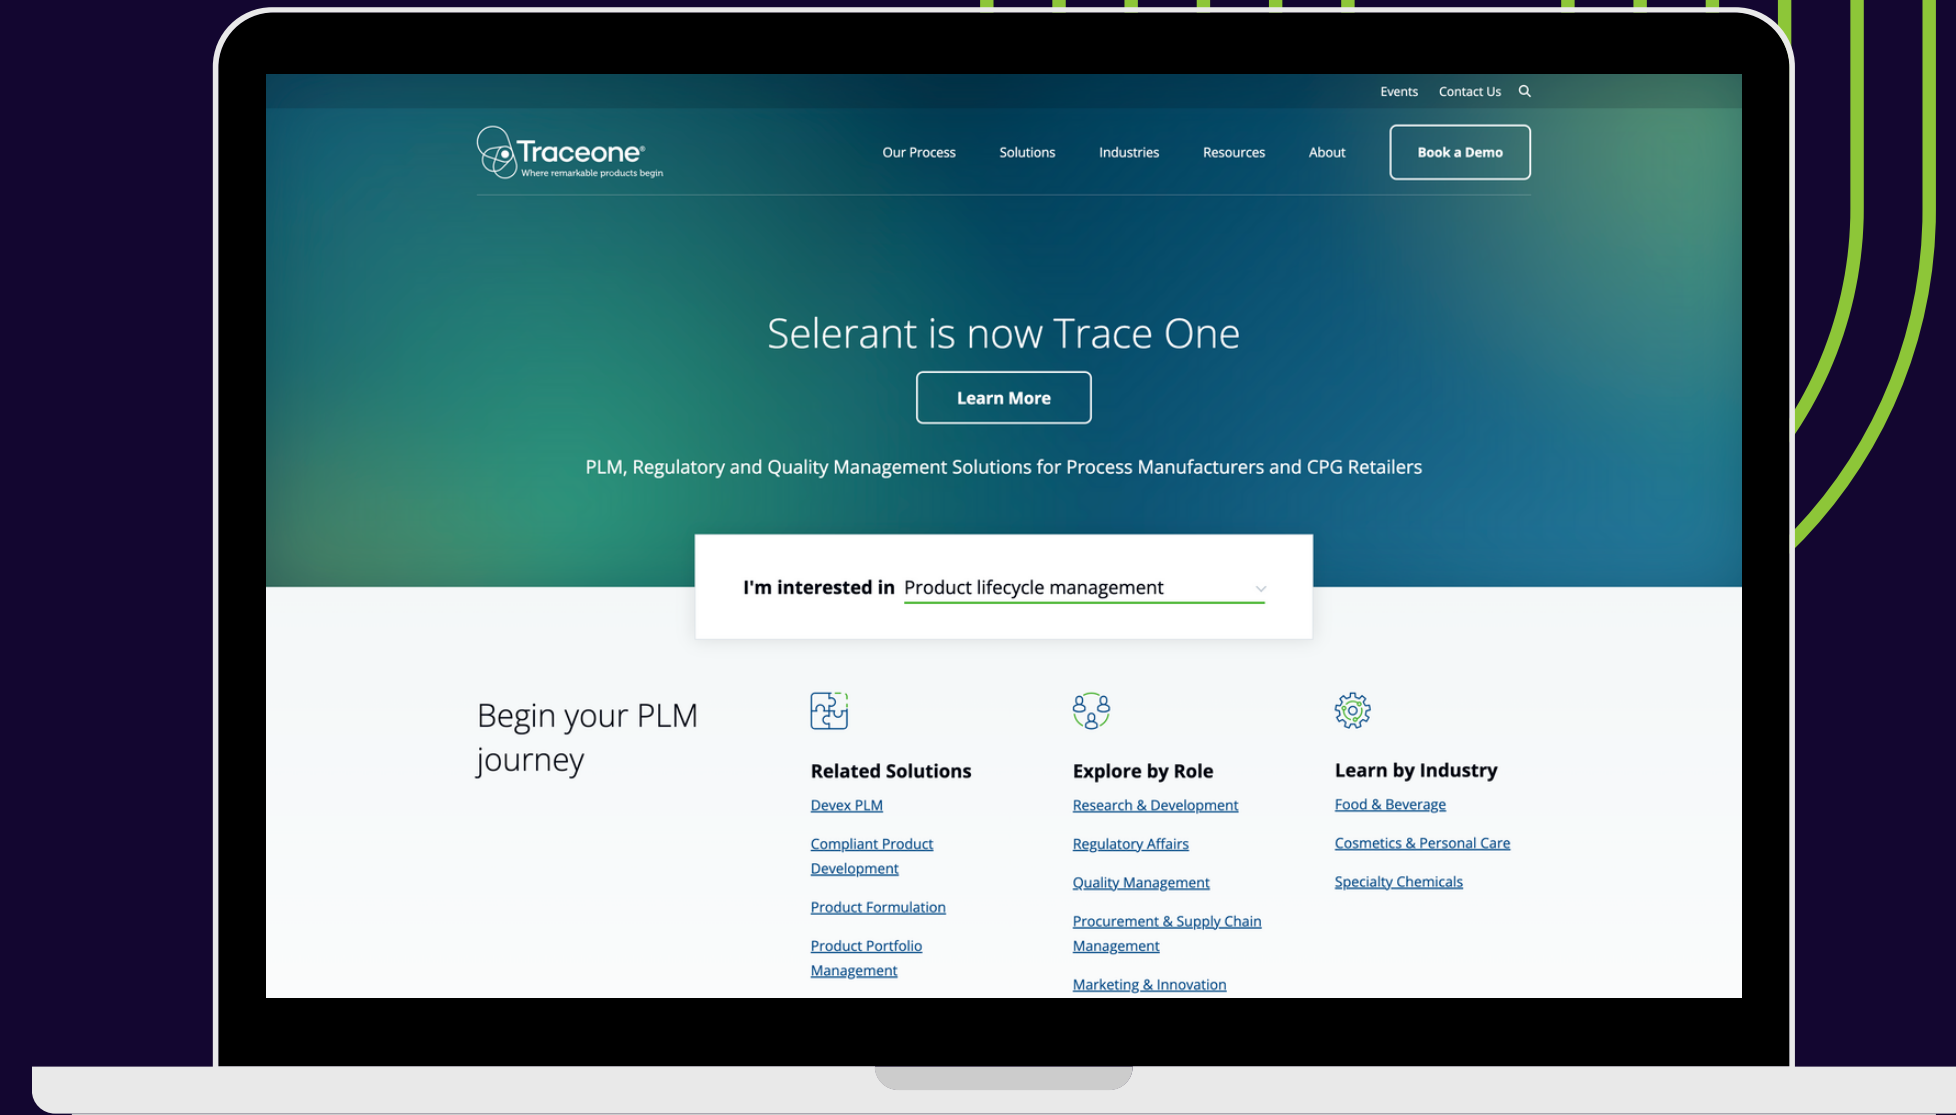 Events Contact Us
Traceone®
Where remarkable products begin
Our Process Solutions Industries Resources About Book a Demo
Selerant is now Trace One
Learn More
PLM, Regulatory and Quality Management Solutions for Process Manufacturers and CPG Retailers
I'm interested in Product lifecycle management
Begin your PLM
journey
Related Solutions
Devex PLM
Compliant Product
Development
Product Formulation
Product Portfolio
Management
Explore by Role
Research & Development
Regulatory Affairs
Quality Management
Procurement & Supply Chain
Management
Marketing & Innovation
Learn by Industry
Food & Beverage
Cosmetics & Personal Care
Specialty Chemicals